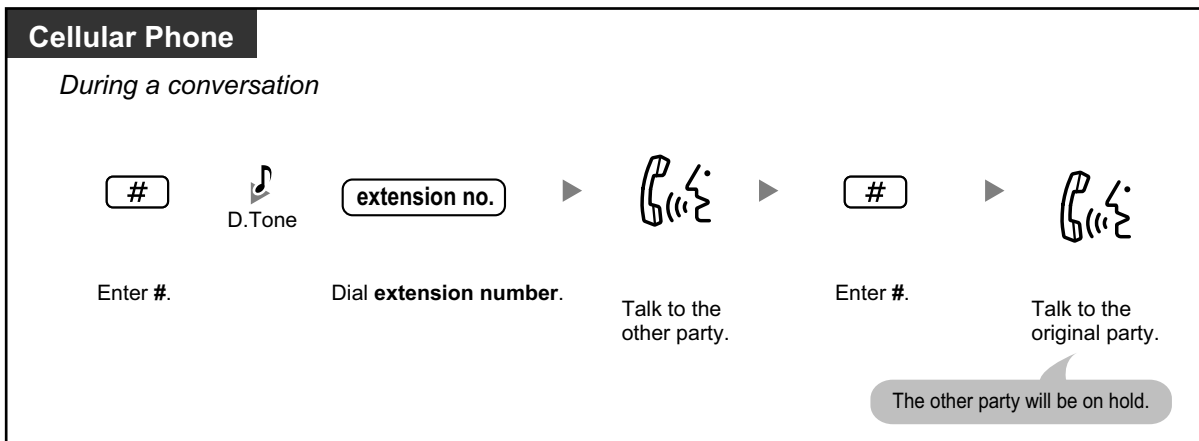 Cellular Phone
During a conversation
#
D.Tone
extension no.
#
Enter #.
Dial extension number.
Talk to the
other party.
Enter #.
Talk to the
original party.
The other party will be on hold.